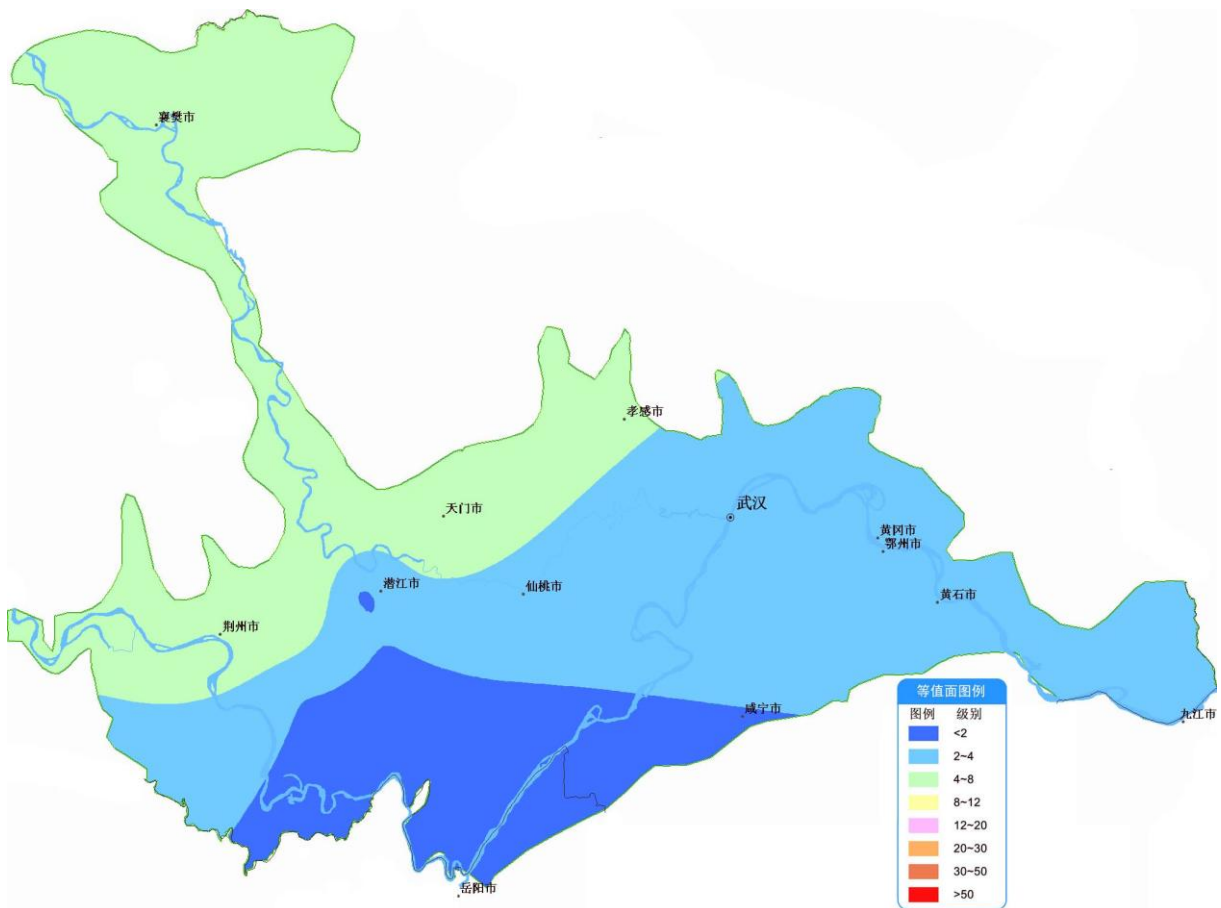 襄樊市
孝感市
天门市
武汉
黄冈市
鄂州市
潜江市
仙桃市
黄石市
荆州市
咸宁市
九江市
岳阳市
等值面图例
图例 级别
<2
2~4
4~8
8~12
12~20
20~30
30~50
>50